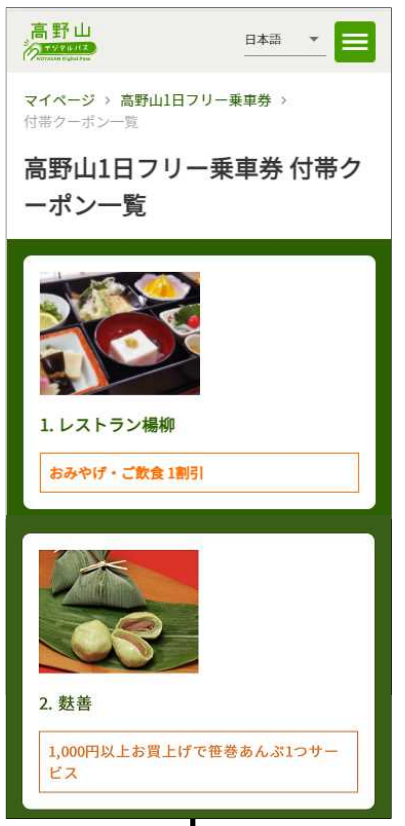 高野山
デジタルパス
KOYASAN Digital Pass
日本語
マイページ › 高野山1日フリー乗車券 ›
付帯クーポン一覧
高野山1日フリー乗車券 付帯ク
ーポン一覧
1. レストラン楊柳
おみやげ・ご飲食 1割引
2. 麩善
1,000円以上お買上げで笹巻あんぷ1つサー
ビス